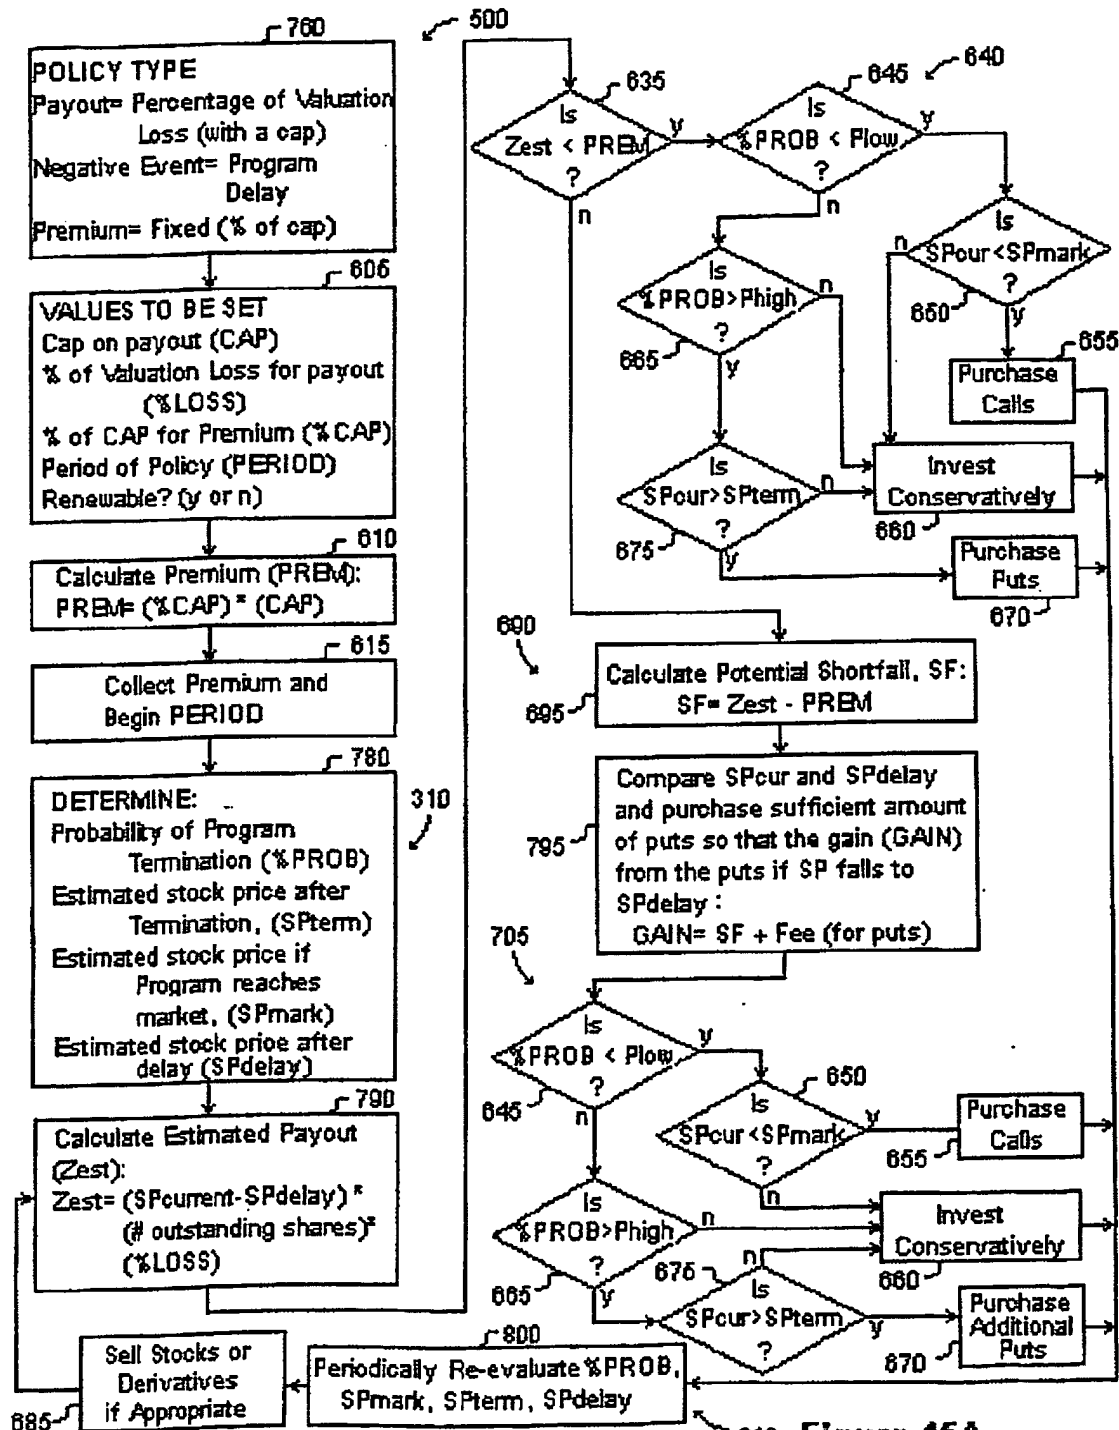 760
500
POLICY TYPE
Payout= Percentage of Valuation
Loss (with a cap)
Negative Event= Program
Delay
Premium= Fixed (% of cap)
605
VALUES TO BE SET
Cap on payout (CAP)
% of Valuation Loss for payout
(%LOSS)
% of CAP for Premium (%CAP)
Period of Policy (PERIOD)
Renewable? (y or n)
610
Calculate Premium (PREM):
PREM= (%CAP)* (CAP)
615
Collect Premium and
Begin PERIOD
780
310
DETERMINE:
Probability of Program
Termination (%PROB)
Estimated stock price after
Termination, (SPterm)
Estimated stock price if
Program reaches
market, (SPmark)
Estimated stock price after
delay (SPdelay)
790
Calculate Estimated Payout
(Zest):
Zest= (SPcurrent-SPdelay)*
(# outstanding shares)*
(%LOSS)
635
Is
Zest < PREM
?
y
n
645
640
Is
%PROB < Plow
?
y
n
Is
SPcur<SPmark
?
n
650
y
655
Purchase
Calls
Is
%PROB>Phigh
?
n
665
y
Is
SPcur>SPterm
?
n
675
y
Invest
Conservatively
660
Purchase
Puts
670
690
Calculate Potential Shortfall, SF:
SF= Zest - PREM
695
Compare SPcur and SPdelay
and purchase sufficient amount
of puts so that the gain (GAIN)
from the puts if SP falls to
SPdelay :
GAIN= SF + Fee (for puts)
795
705
Is
%PROB < Plow
?
y
645
n
650
Is
SPcur<SPmark
?
y
n
Purchase
Calls
655
Is
%PROB>Phigh
?
n
665
y
Invest
Conservatively
660
675
n
Is
SPcur>SPterm
?
y
Purchase
Additional
Puts
670
800
Periodically Re-evaluate %PROB,
SPmark, SPterm, SPdelay
Sell Stocks or
Derivatives
if Appropriate
685